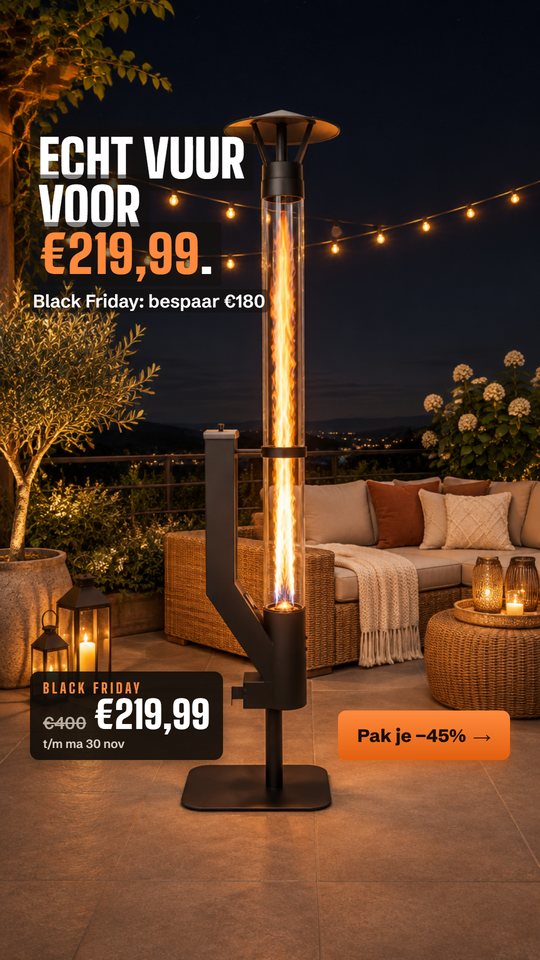 ECHT VUUR
VOOR
€219,99.
Black Friday: bespaar €180
BLACK FRIDAY
€400 €219,99
t/m ma 30 nov
Pak je –45% →